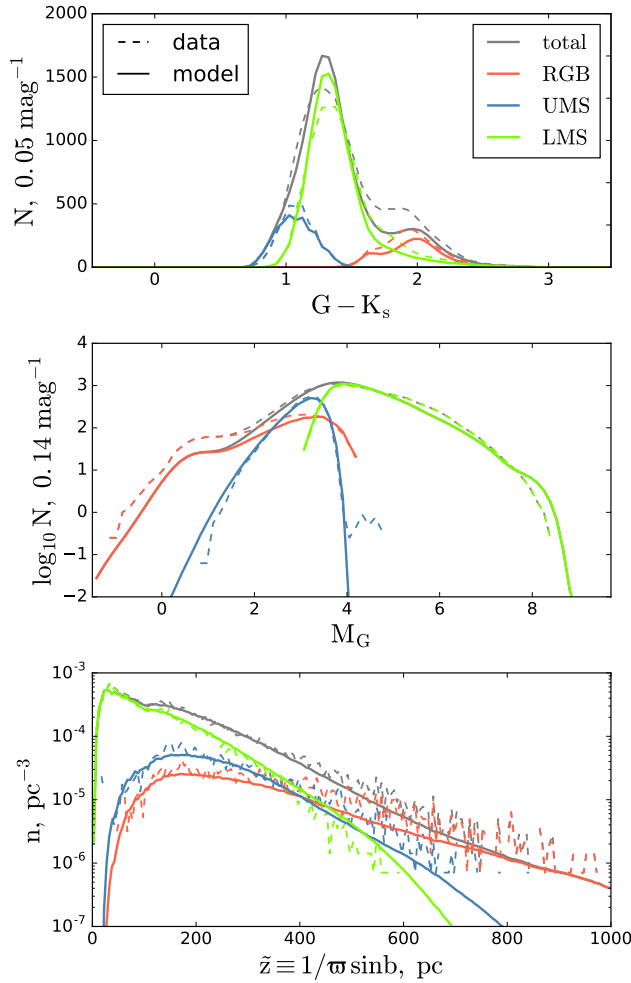 2000
1500
1000
500
0
N, 0.05 mag⁻¹
data
model
total
RGB
UMS
LMS
0 1 2 3
G − Kₛ
4
3
2
1
0
−1
−2
log₁₀ N, 0.14 mag⁻¹
0 2 4 6 8
M_G
10⁻³
10⁻⁴
10⁻⁵
10⁻⁶
10⁻⁷
n, pc⁻³
0 200 400 600 800 1000
z̃ ≡ 1/ϖ sinb, pc